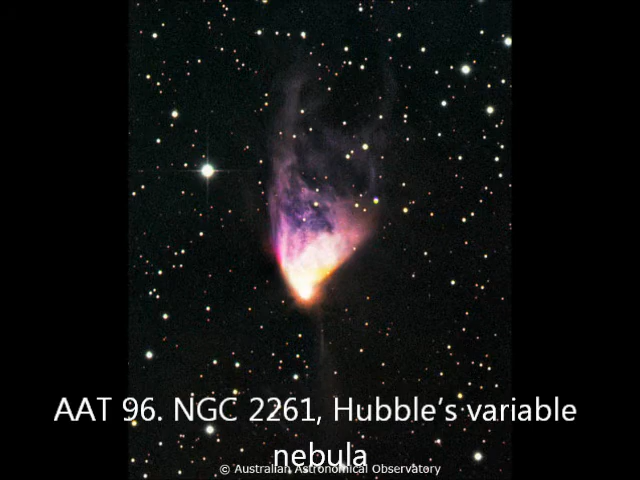 AAT 96. NGC 2261, Hubble’s variable
nebula
© Australian Astronomical Observatory